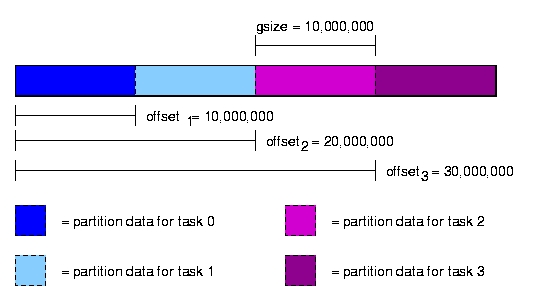 gsize = 10,000,000
offset 1= 10,000,000
offset2 = 20,000,000
offset3 = 30,000,000
= partition data for task 0
= partition data for task 2
= partition data for task 1
= partition data for task 3